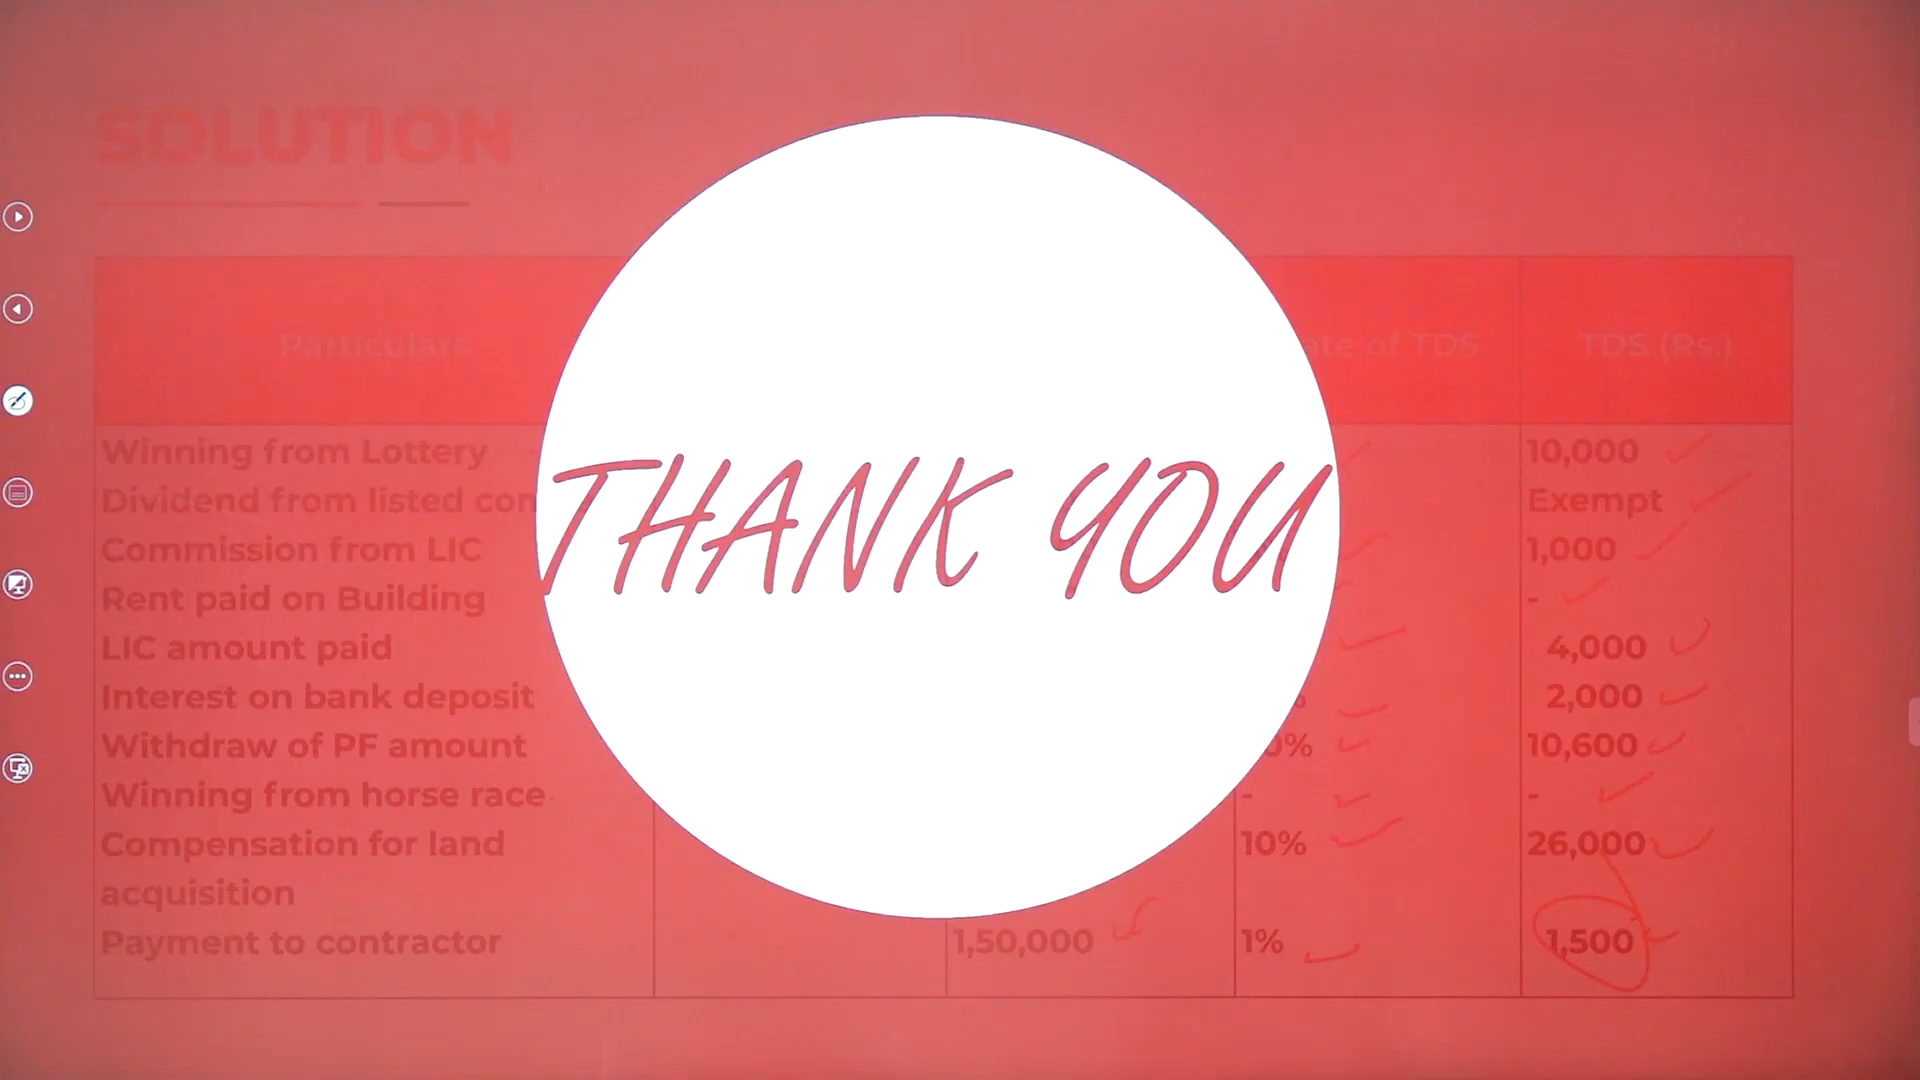 SOLUTION
Particulars
ate of TDS
TDS (Rs.)
Winning from Lottery
10,000
Dividend from listed con
Exempt
Commission from LIC
1,000
THANK YOU
Rent paid on Building
-
LIC amount paid
4,000
Interest on bank deposit
2,000
Withdraw of PF amount
0%
10,600
Winning from horse race
-
-
Compensation for land
10%
26,000
acquisition
Payment to contractor
1,50,000
1%
1,500